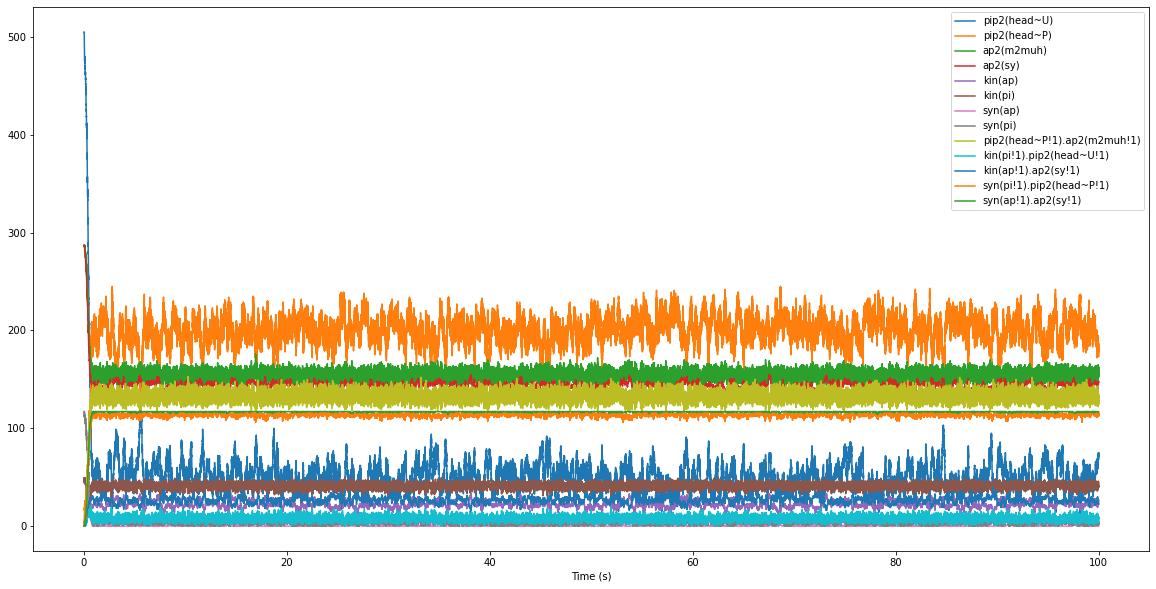 500
400
300
200
100
0
0
20
40
60
80
100
Time (s)
pip2(head~U)
pip2(head~P)
ap2(m2muh)
ap2(sy)
kin(ap)
kin(pi)
syn(ap)
syn(pi)
pip2(head~P!1).ap2(m2muh!1)
kin(pi!1).pip2(head~U!1)
kin(ap!1).ap2(sy!1)
syn(pi!1).pip2(head~P!1)
syn(ap!1).ap2(sy!1)